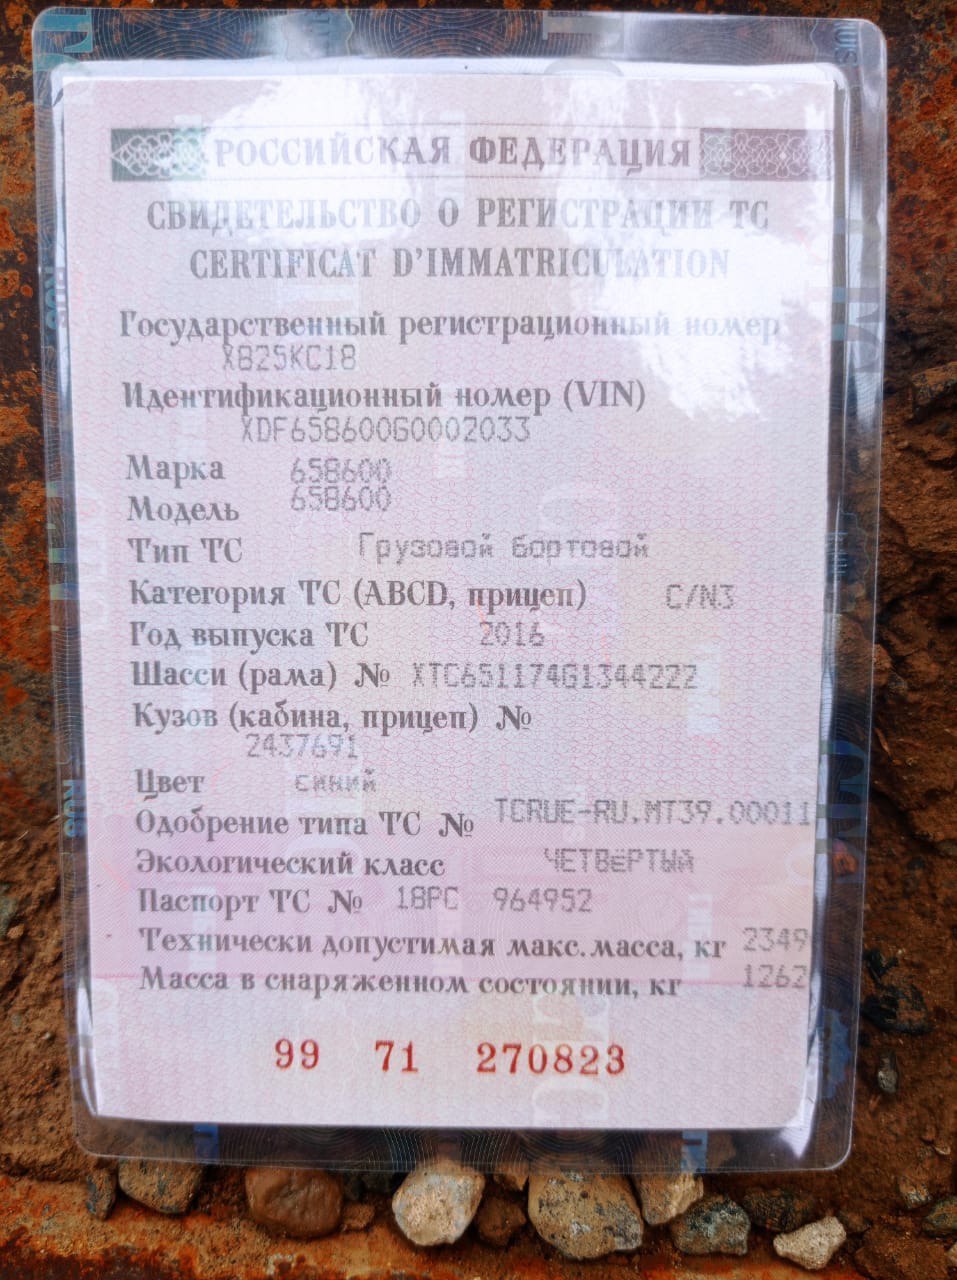 РОССИЙСКАЯ ФЕДЕРАЦИЯ
СВИДЕТЕЛЬСТВО О РЕГИСТРАЦИИ ТС
CERTIFICAT D'IMMATRICULATION
Государственный регистрационный номер
Х825КС18
Идентификационный номер (VIN)
XDF658600G0002033
Марка 658600
Модель 658600
Тип ТС Грузовой бортовой
Категория ТС (ABCD, прицеп) C/N3
Год выпуска ТС 2016
Шасси (рама) № XTC651174G1344222
Кузов (кабина, прицеп) №
2437691
Цвет синий
Одобрение типа ТС № ТСRUE-RU.МТ39.00011
Экологический класс ЧЕТВЁРТЫЙ
Паспорт ТС № 18РС 964952
Технически допустимая макс.масса, кг 2349
Масса в снаряженном состоянии, кг 1262
99 71 270823